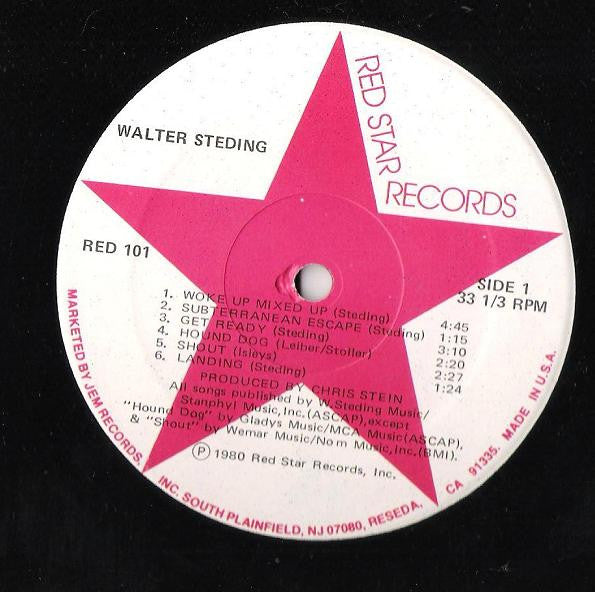 WALTER STEDING
RED STAR
RECORDS
RED 101
SIDE 1
33 1/3 RPM
1. WOKE UP MIXED UP (Steding) 4:45
2. SUBTERRANEAN ESCAPE (Steding) 1:15
3. GET READY (Steding) 3:10
4. HOUND DOG (Leiber/Stoller) 2:20
5. SHOUT (Isleys) 2:27
6. LANDING (Steding) 1:24
PRODUCED BY CHRIS STEIN
All songs published by W.Steding Music/
Stanphyl Music,Inc.(ASCAP),except
"Hound Dog" by Gladys Music/MCA Music(ASCAP),
& "Shout" by Wemar Music/Nom Music,Inc.(BMI).
Ⓟ 1980 Red Star Records, Inc.
MARKETED BY JEM RECORDS, INC. SOUTH PLAINFIELD, NJ 07080, RESEDA, CA 91335. MADE IN U.S.A.